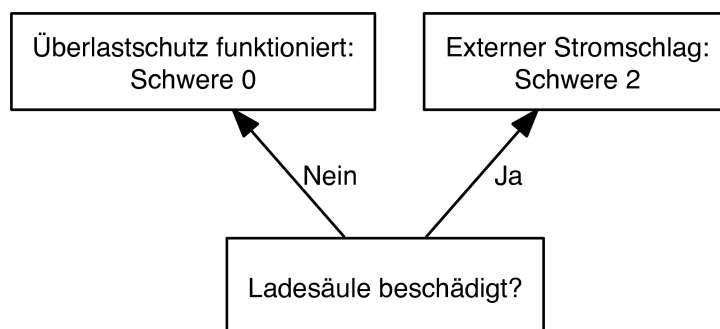 Überlastschutz funktioniert:
Schwere 0
Externer Stromschlag:
Schwere 2
Nein
Ja
Ladesäule beschädigt?